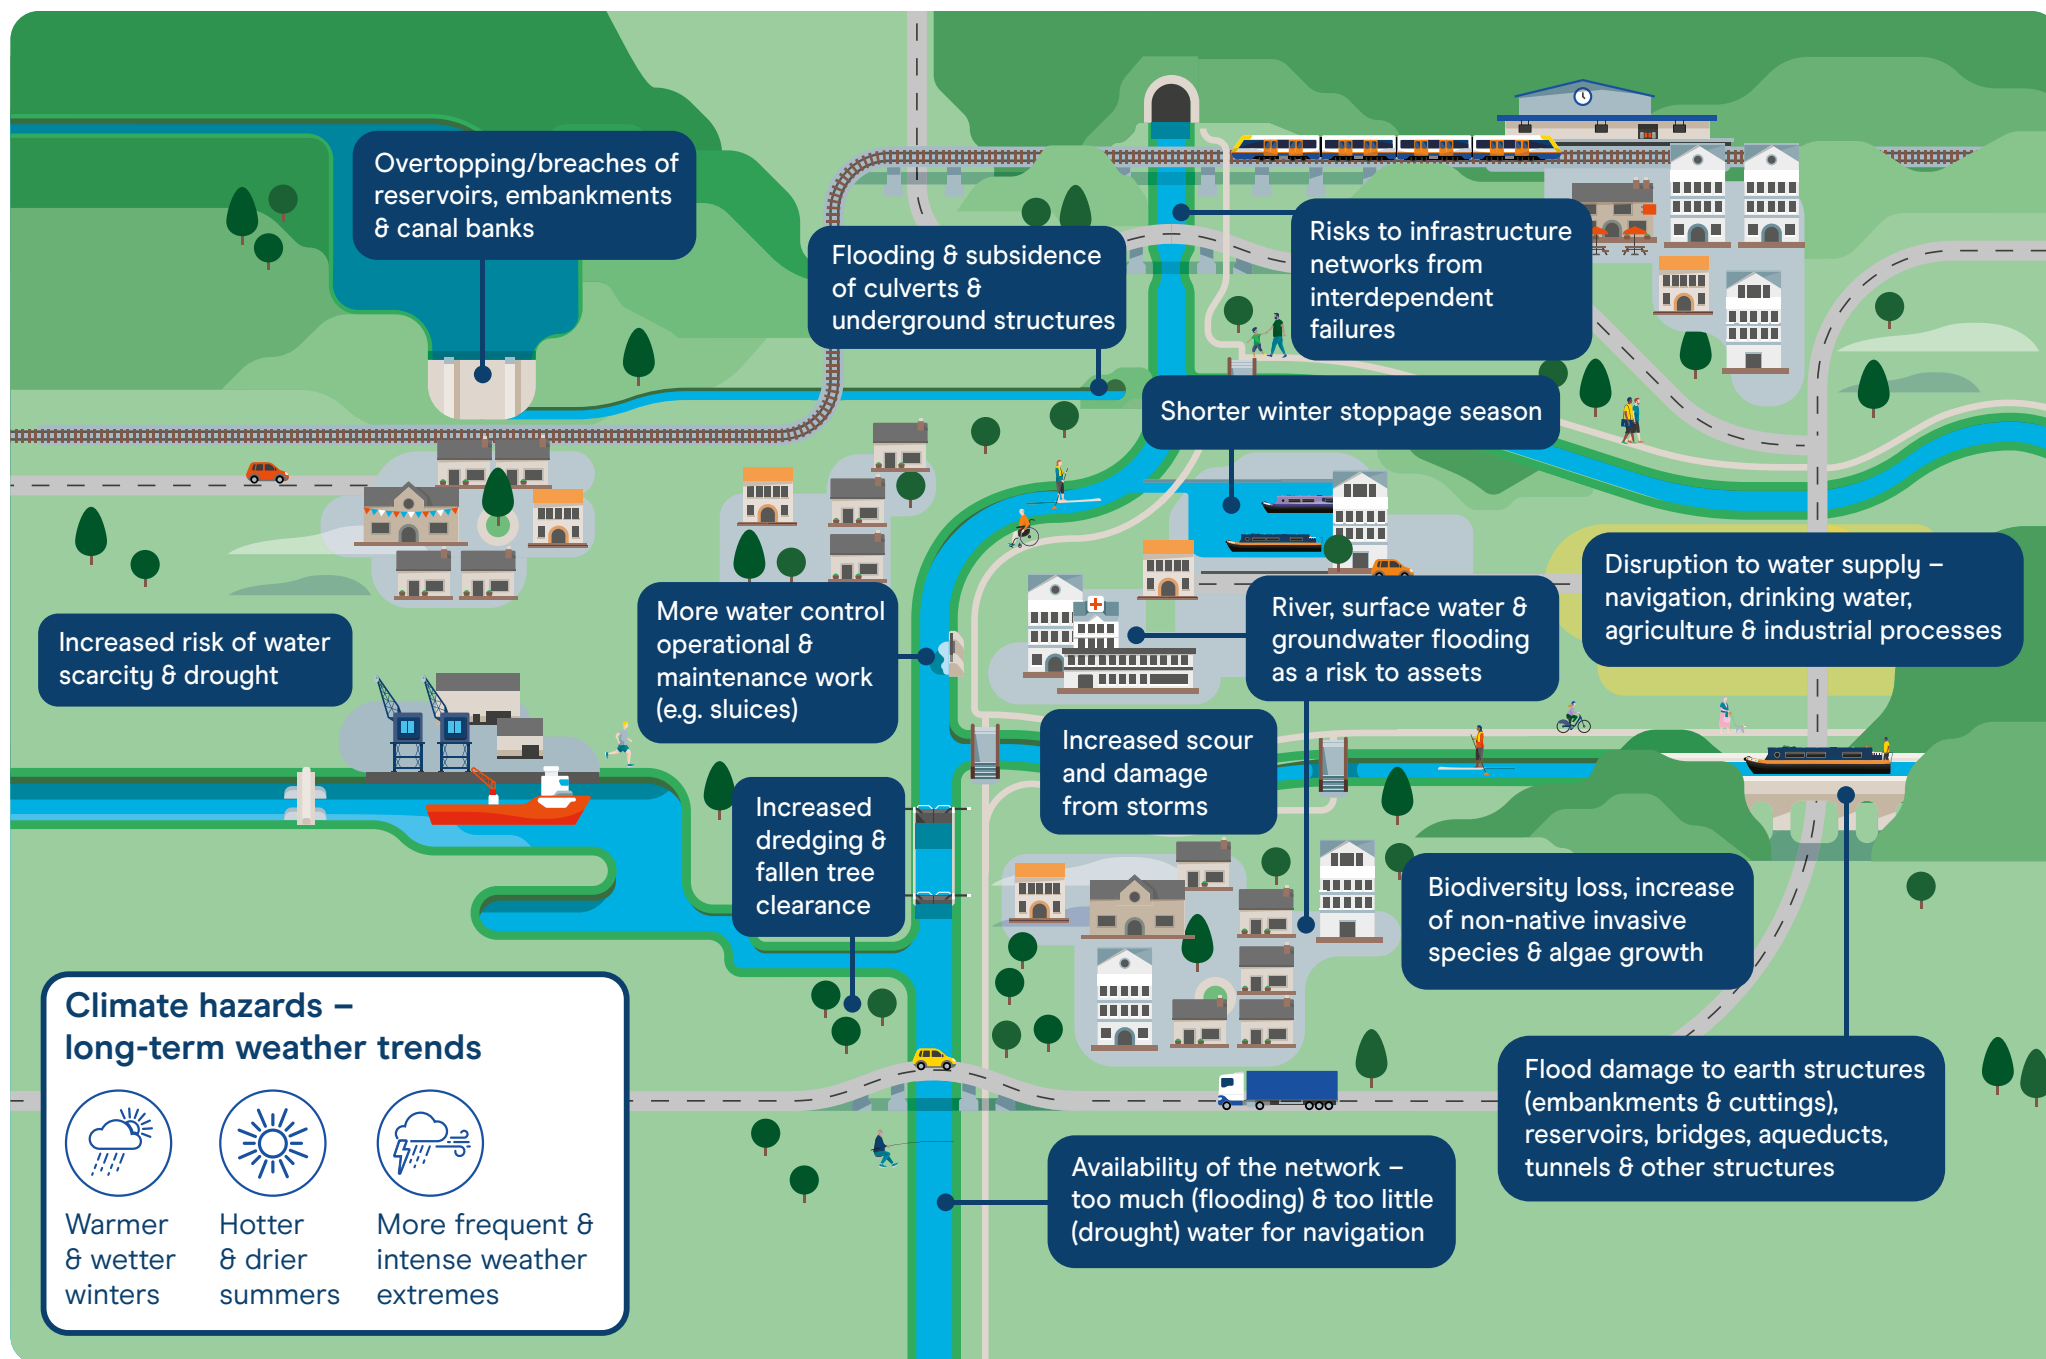 Overtopping/breaches of
reservoirs, embankments
& canal banks
Flooding & subsidence
of culverts &
underground structures
Risks to infrastructure
networks from
interdependent
failures
Shorter winter stoppage season
Disruption to water supply –
navigation, drinking water,
agriculture & industrial processes
Increased risk of water
scarcity & drought
More water control
operational &
maintenance work
(e.g. sluices)
River, surface water &
groundwater flooding
as a risk to assets
Increased scour
and damage
from storms
Increased
dredging &
fallen tree
clearance
Biodiversity loss, increase
of non-native invasive
species & algae growth
Flood damage to earth structures
(embankments & cuttings),
reservoirs, bridges, aqueducts,
tunnels & other structures
Availability of the network –
too much (flooding) & too little
(drought) water for navigation
Climate hazards –
long-term weather trends
Warmer
& wetter
winters
Hotter
& drier
summers
More frequent &
intense weather
extremes